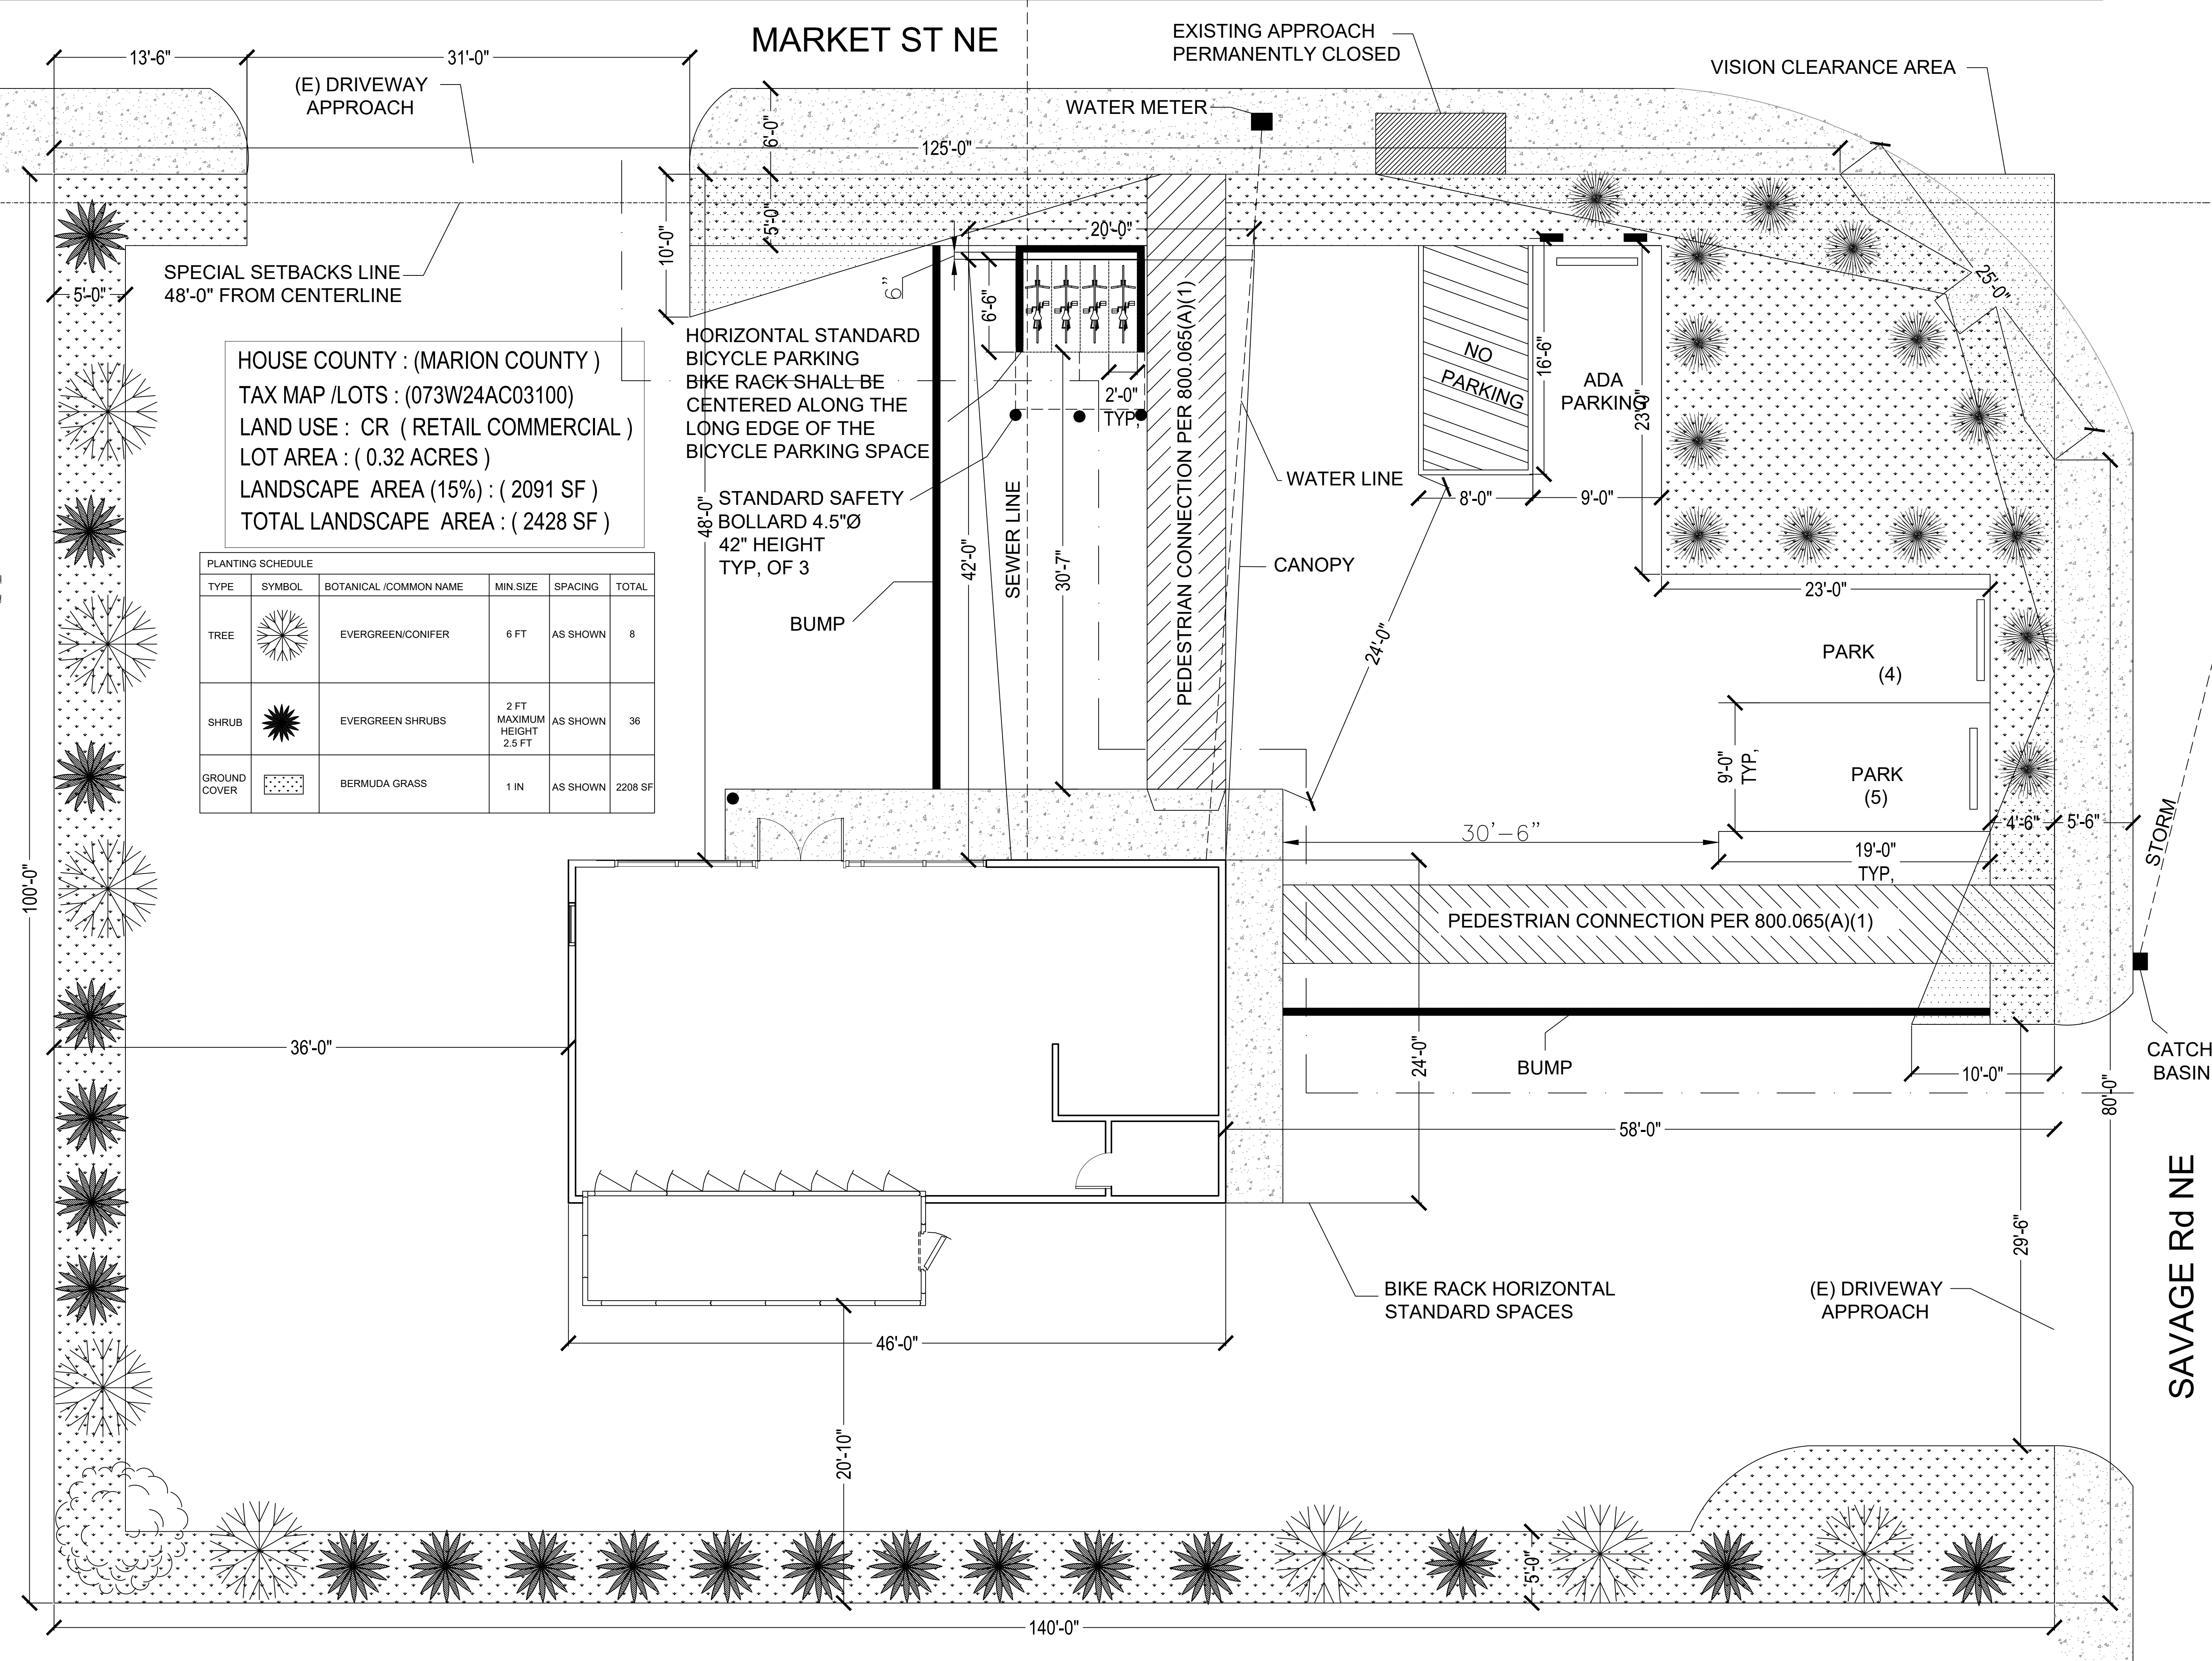 MARKET ST NE
EXISTING APPROACH
PERMANENTLY CLOSED
VISION CLEARANCE AREA
13'-6"
31'-0"
(E) DRIVEWAY
APPROACH
WATER METER
6'-0"
125'-0"
5'-0"
10'-0"
20'-0"
25'-0"
SPECIAL SETBACKS LINE
48'-0" FROM CENTERLINE
5'-0"
6"
6'-6"
HOUSE COUNTY : (MARION COUNTY )
TAX MAP /LOTS : (073W24AC03100)
LAND USE : CR ( RETAIL COMMERCIAL )
LOT AREA : ( 0.32 ACRES )
LANDSCAPE AREA (15%) : ( 2091 SF )
TOTAL LANDSCAPE AREA : ( 2428 SF )
HORIZONTAL STANDARD
BICYCLE PARKING
BIKE RACK SHALL BE
CENTERED ALONG THE
LONG EDGE OF THE
BICYCLE PARKING SPACE
2'-0"
TYP,
PEDESTRIAN CONNECTION PER 800.065(A)(1)
NO
PARKING
16'-6"
ADA
PARKING
23'-0"
WATER LINE
8'-0"
9'-0"
STANDARD SAFETY
BOLLARD 4.5"Ø
42" HEIGHT
TYP, OF 3
48'-0"
42'-0"
SEWER LINE
30'-7"
CANOPY
BUMP
24'-0"
23'-0"
PARK
(4)
9'-0"
TYP,
PARK
(5)
PLANTING SCHEDULE
TYPE SYMBOL BOTANICAL /COMMON NAME MIN.SIZE SPACING TOTAL
TREE EVERGREEN/CONIFER 6 FT AS SHOWN 8
SHRUB EVERGREEN SHRUBS 2 FT
MAXIMUM
HEIGHT
2.5 FT
AS SHOWN 36
GROUND
COVER
BERMUDA GRASS 1 IN AS SHOWN 2208 SF
30'-6"
4'-6"
5'-6"
19'-0"
TYP,
STORM
100'-0"
PEDESTRIAN CONNECTION PER 800.065(A)(1)
36'-0"
24'-0"
BUMP
10'-0"
CATCH
BASIN
80'-0"
58'-0"
SAVAGE Rd NE
29'-6"
BIKE RACK HORIZONTAL
STANDARD SPACES
(E) DRIVEWAY
APPROACH
46'-0"
20'-10"
5'-0"
140'-0"